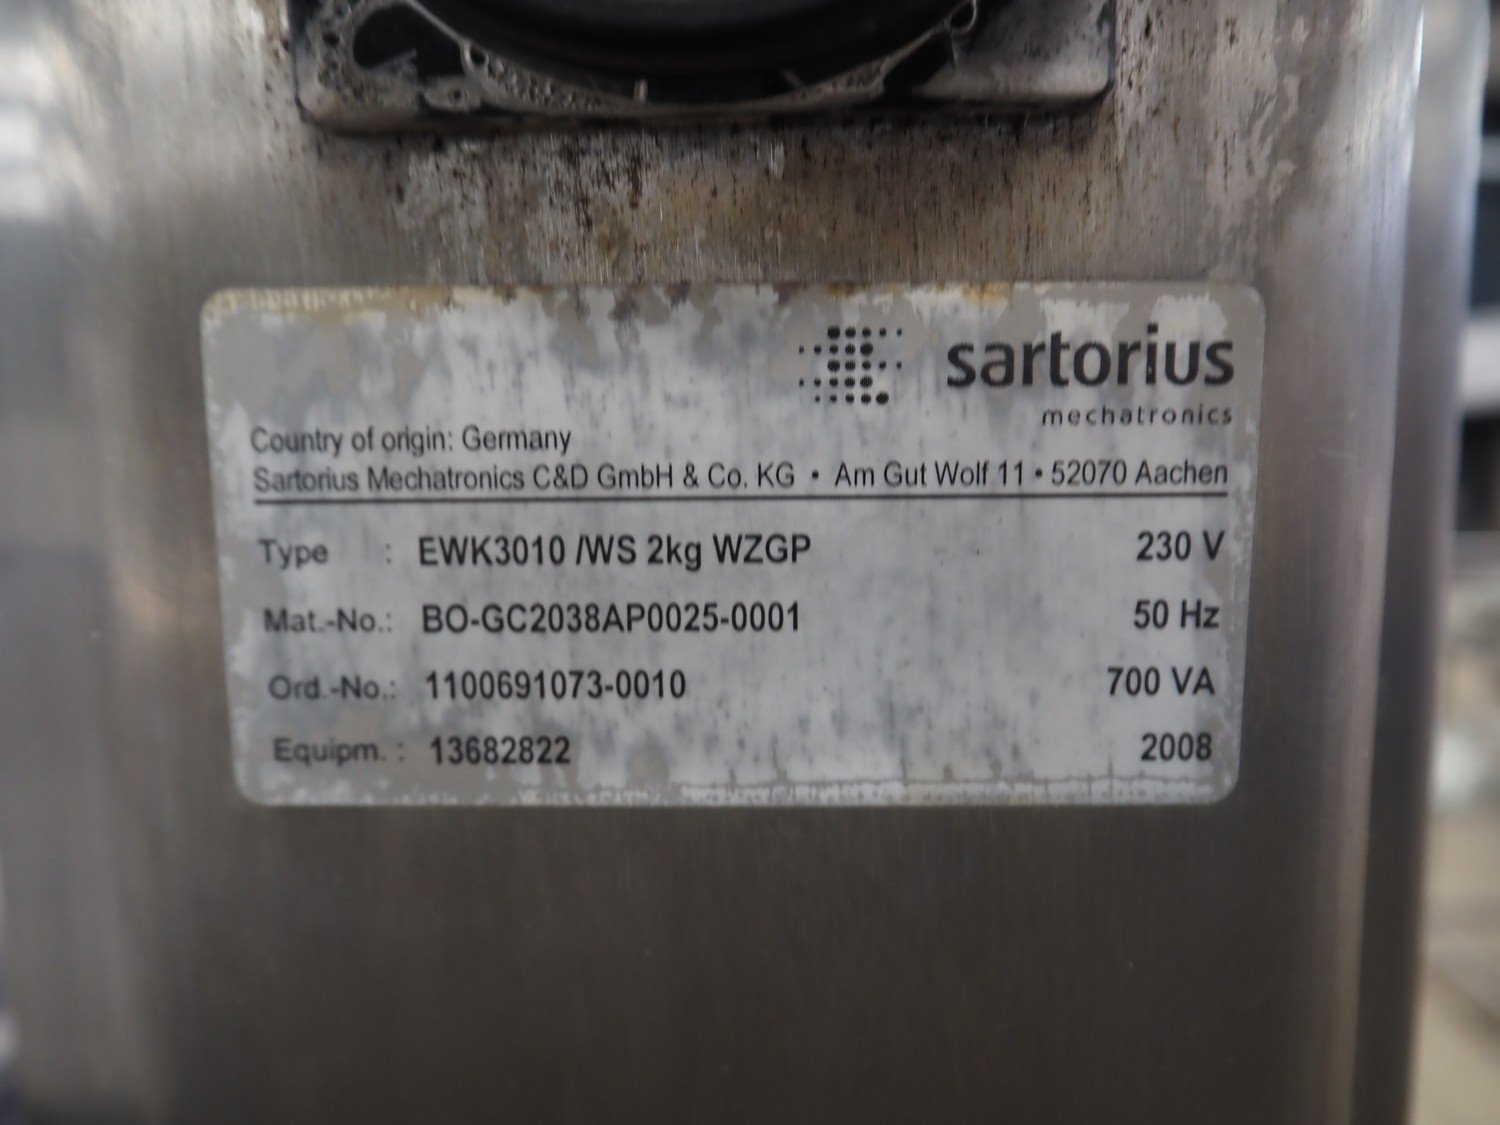 sartorius
mechatronics
Country of origin: Germany
Sartorius Mechatronics C&D GmbH & Co. KG • Am Gut Wolf 11 • 52070 Aachen
Type : EWK3010 /WS 2kg WZGP 230 V
Mat.-No.: BO-GC2038AP0025-0001 50 Hz
Ord.-No.: 1100691073-0010 700 VA
Equipm. : 13682822 2008